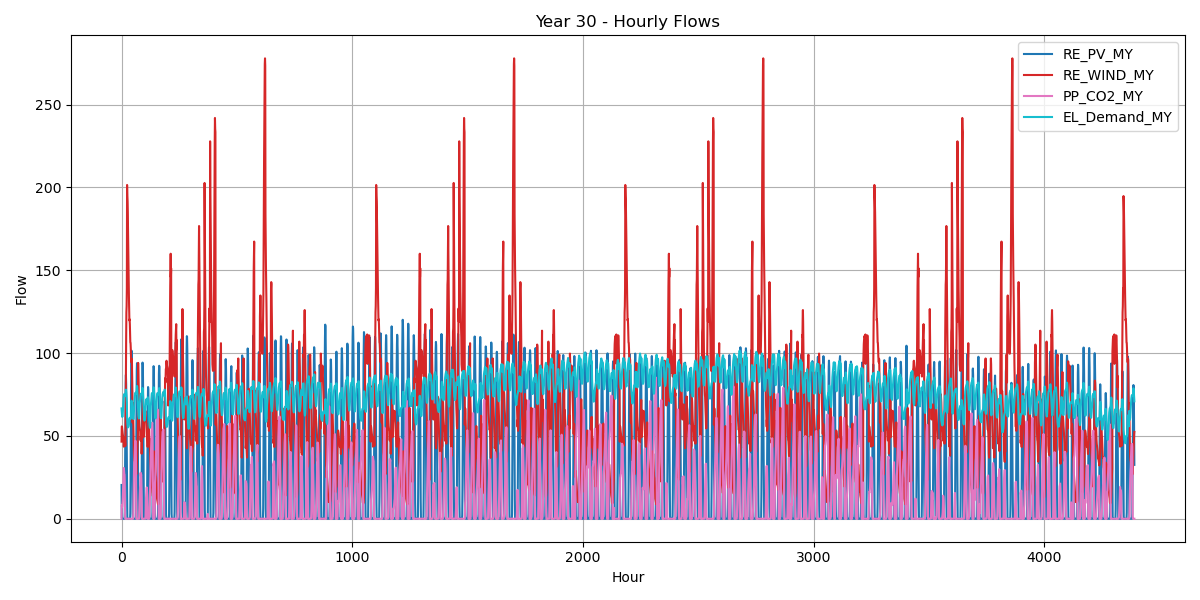 Year 30 - Hourly Flows
RE_PV_MY
RE_WIND_MY
PP_CO2_MY
EL_Demand_MY
Flow
250
200
150
100
50
0
0 1000 2000 3000 4000
Hour